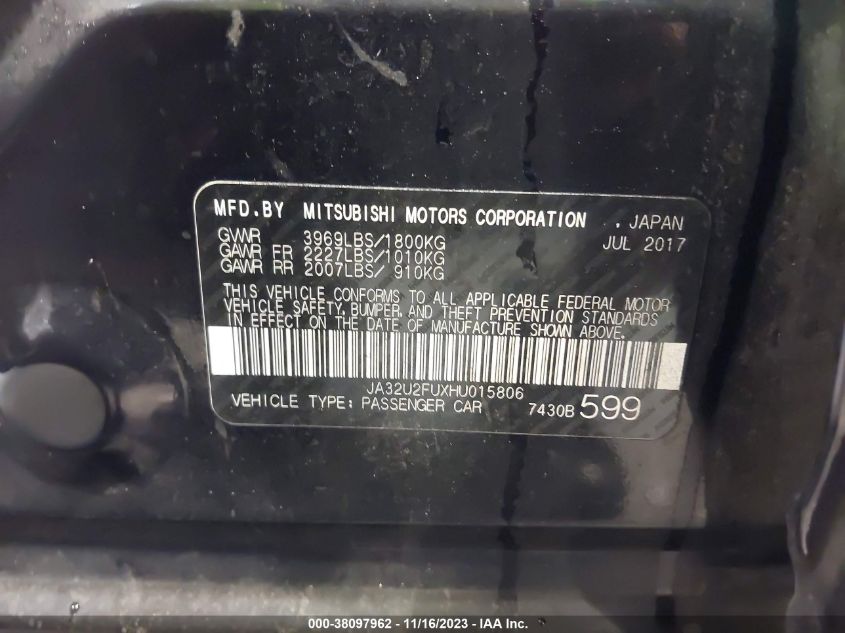 MFD.BY MITSUBISHI MOTORS CORPORATION , JAPAN
JUL 2017
GVWR 3969LBS/1800KG
GAWR FR 2227LBS/1010KG
GAWR RR 2007LBS/ 910KG
THIS VEHICLE CONFORMS TO ALL APPLICABLE FEDERAL MOTOR
VEHICLE SAFETY, BUMPER, AND THEFT PREVENTION STANDARDS
IN EFFECT ON THE DATE OF MANUFACTURE SHOWN ABOVE.
JA32U2FUXHU015806
VEHICLE TYPE: PASSENGER CAR 7430B 599
000-38097962 - 11/16/2023 - IAA Inc.